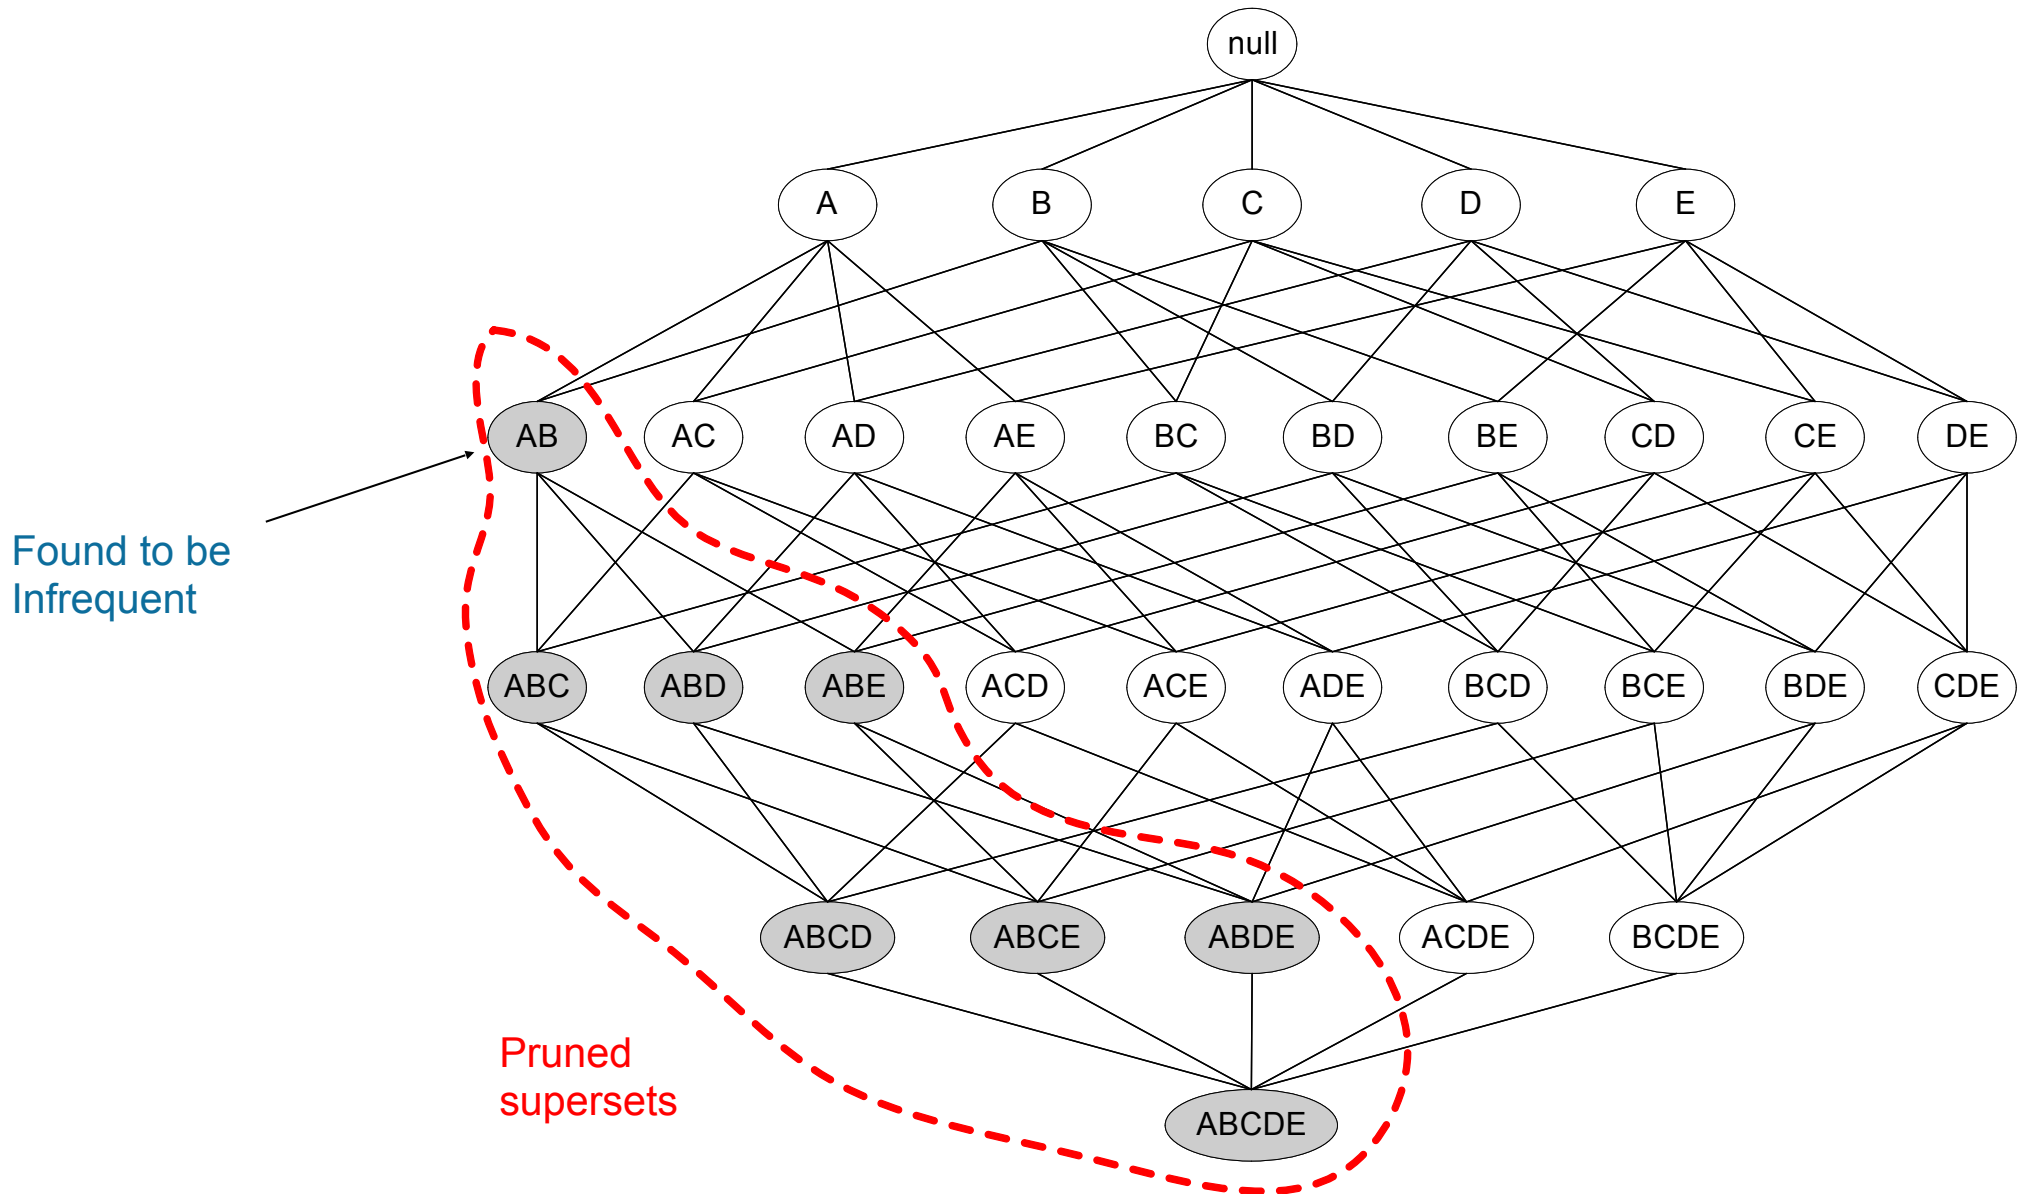 null
A B C D E
AB AC AD AE BC BD BE CD CE DE
Found to be
Infrequent
ABC ABD ABE ACD ACE ADE BCD BCE BDE CDE
ABCD ABCE ABDE ACDE BCDE
Pruned
supersets
ABCDE